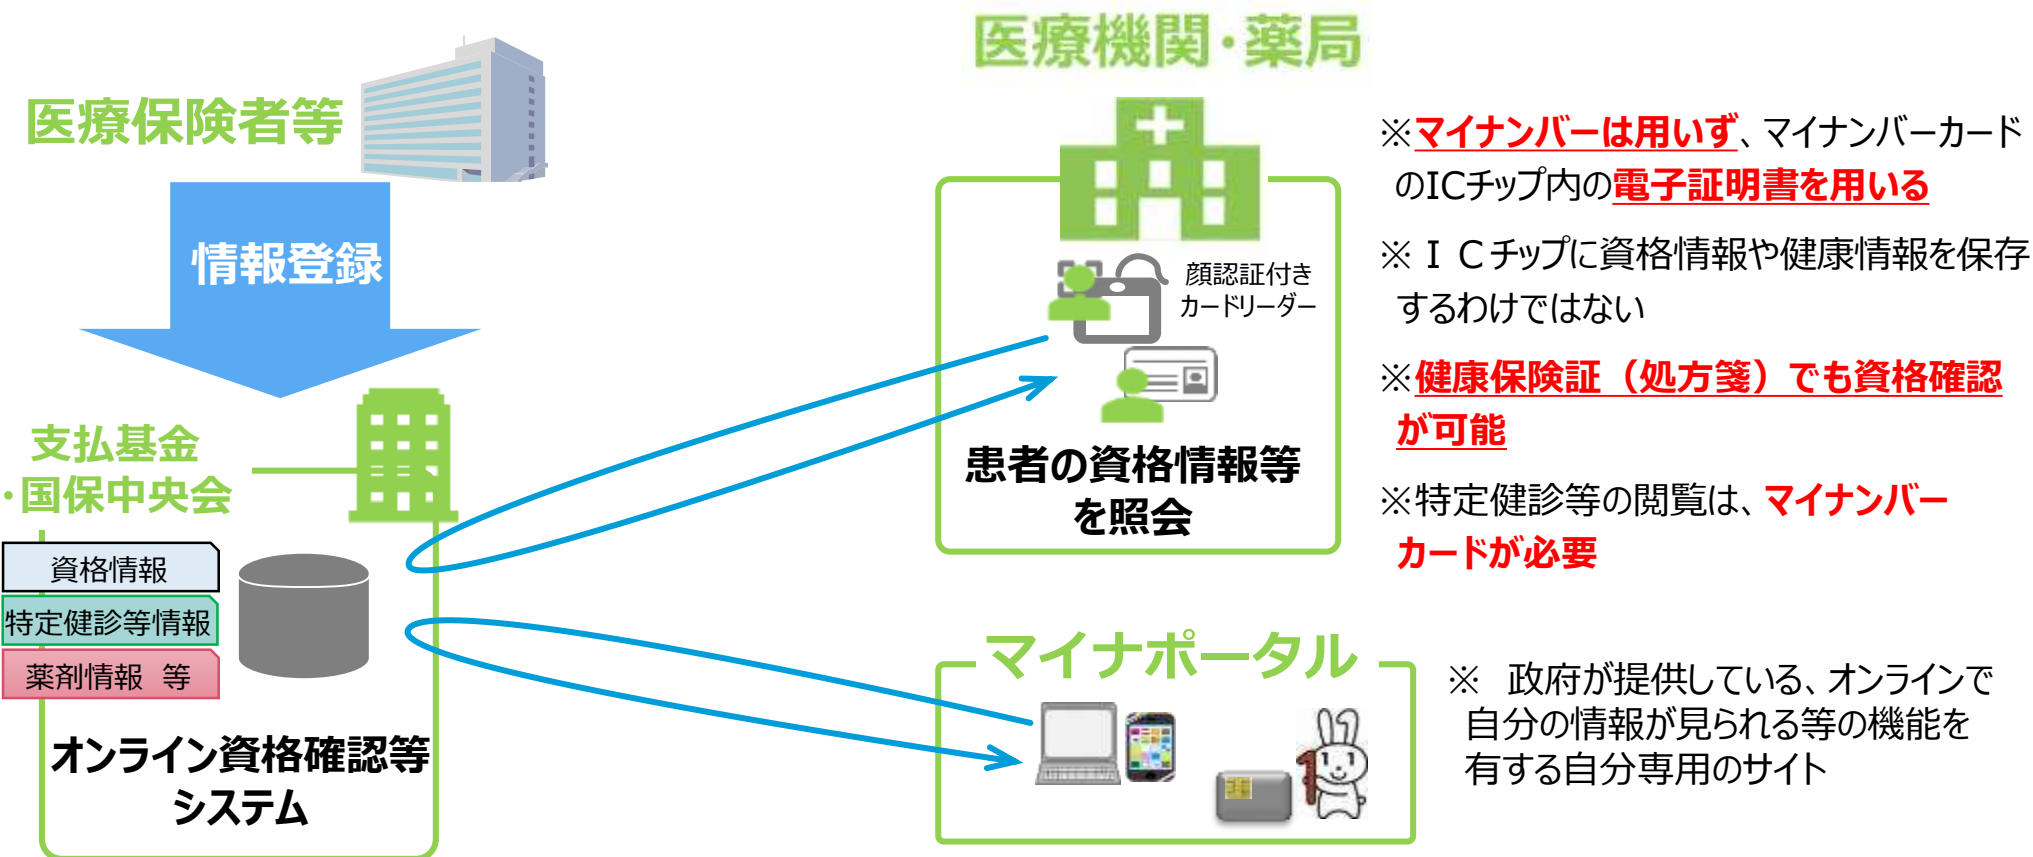 医療保険者等
情報登録
支払基金
・国保中央会
資格情報
特定健診等情報
薬剤情報 等
オンライン資格確認等
システム
医療機関・薬局
顔認証付き
カードリーダー
患者の資格情報等
を照会
マイナポータル
※マイナンバーは用いず、マイナンバーカード
のICチップ内の電子証明書を用いる
※ＩＣチップに資格情報や健康情報を保存
するわけではない
※健康保険証（処方箋）でも資格確認
が可能
※特定健診等の閲覧は、マイナンバー
カードが必要
※ 政府が提供している、オンラインで
自分の情報が見られる等の機能を
有する自分専用のサイト